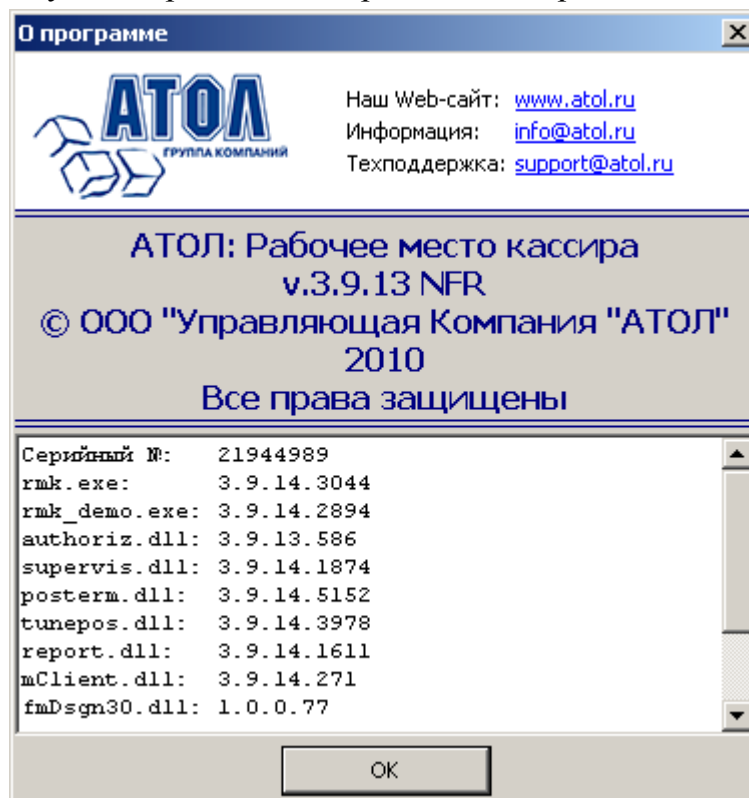 О программе
АТОЛ
ГРУППА КОМПАНИЙ
Наш Web-сайт: www.atol.ru
Информация: info@atol.ru
Техподдержка: support@atol.ru
АТОЛ: Рабочее место кассира
v.3.9.13 NFR
© ООО "Управляющая Компания "АТОЛ"
2010
Все права защищены
Серийный №: 21944989
rmk.exe: 3.9.14.3044
rmk_demo.exe: 3.9.14.2894
authoriz.dll: 3.9.13.586
supervis.dll: 3.9.14.1874
posterm.dll: 3.9.14.5152
tunepos.dll: 3.9.14.3978
report.dll: 3.9.14.1611
mClient.dll: 3.9.14.271
fmDsgn30.dll: 1.0.0.77
OK